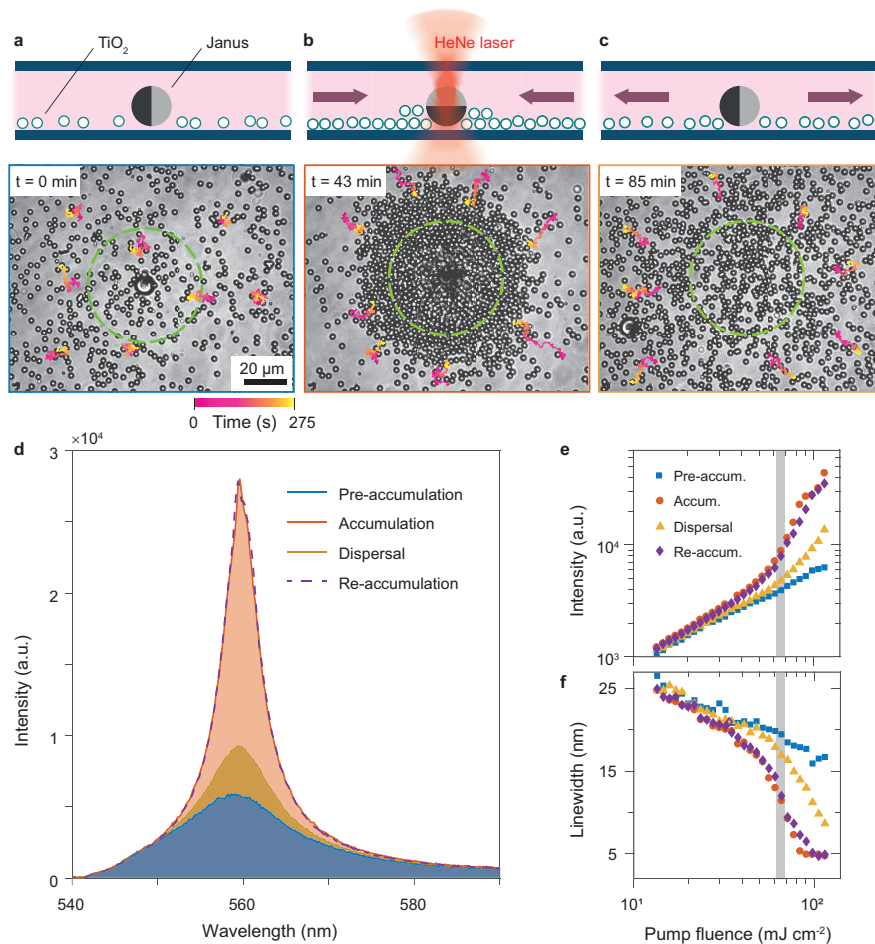 a
TiO₂
Janus
b
HeNe laser
c
t = 0 min
20 µm
0 Time (s) 275
t = 43 min
t = 85 min
d
×10⁴
3
2
1
0
Intensity (a.u.)
540
560
580
Wavelength (nm)
Pre-accumulation
Accumulation
Dispersal
Re-accumulation
e
Pre-accum.
Accum.
Dispersal
Re-accum.
10⁴
10³
Intensity (a.u.)
f
25
15
5
Linewidth (nm)
10¹
10²
Pump fluence (mJ cm⁻²)